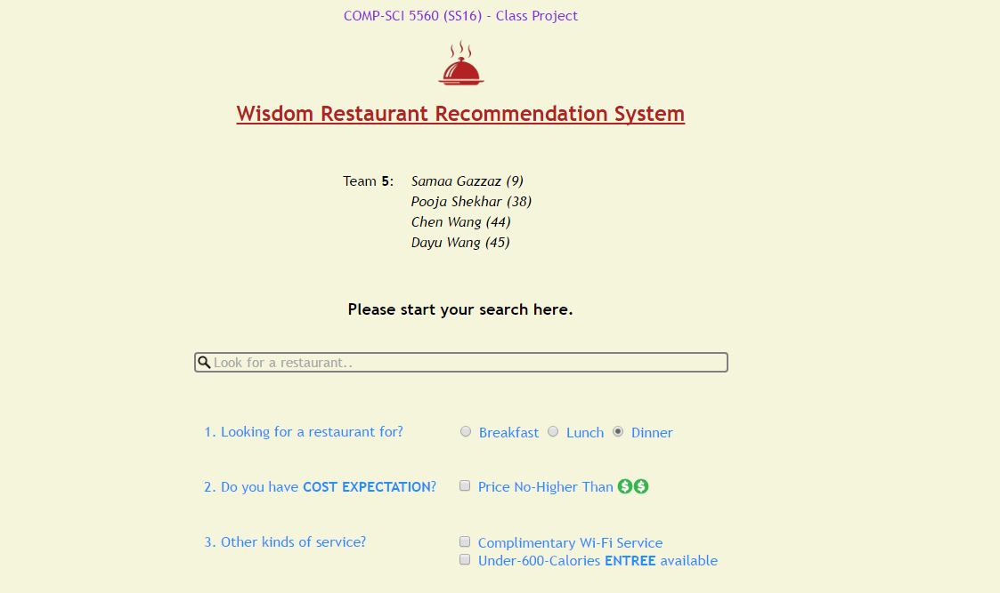 COMP-SCI 5560 (SS16) - Class Project
Wisdom Restaurant Recommendation System
Team 5: Samaa Gazzaz (9)
Pooja Shekhar (38)
Chen Wang (44)
Dayu Wang (45)
Please start your search here.
Look for a restaurant..
1. Looking for a restaurant for? Breakfast Lunch Dinner
2. Do you have COST EXPECTATION? Price No-Higher Than $$
3. Other kinds of service? Complimentary Wi-Fi Service
Under-600-Calories ENTREE available